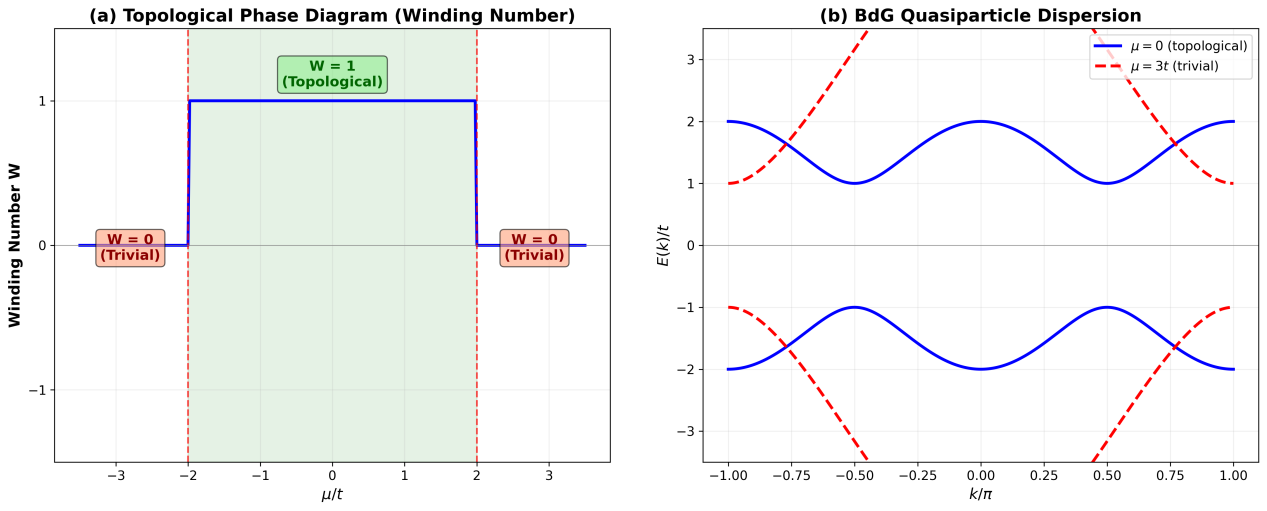 (a) Topological Phase Diagram (Winding Number)
Winding Number W
1
0
−1
W = 1
(Topological)
W = 0
(Trivial)
W = 0
(Trivial)
−3
−2
−1
0
1
2
3
μ/t
(b) BdG Quasiparticle Dispersion
E(k)/t
3
2
1
0
−1
−2
−3
μ = 0 (topological)
μ = 3t (trivial)
−1.00
−0.75
−0.50
−0.25
0.00
0.25
0.50
0.75
1.00
k/π